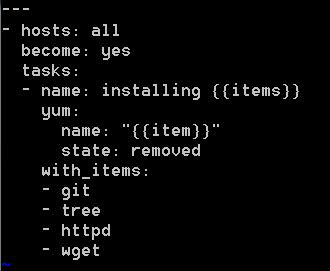 ---
- hosts: all
  become: yes
  tasks:
  - name: installing {{items}}
    yum:
      name: "{{item}}"
      state: removed
    with_items:
    - git
    - tree
    - httpd
    - wget
~